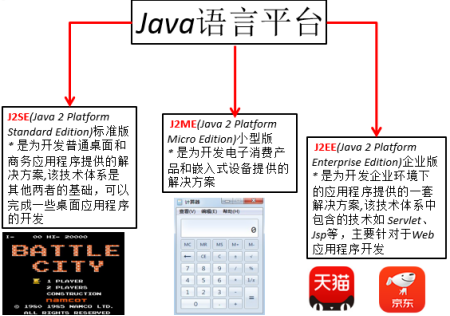 Java语言平台
J2SE(Java 2 Platform
Standard Edition)标准版
* 是为开发普通桌面和
商务应用程序提供的解
决方案,该技术体系是
其他两者的基础，可以
完成一些桌面应用程序
的开发
J2ME(Java 2 Platform
Micro Edition)小型版
* 是为开发电子消费产
品和嵌入式设备提供的
解决方案
J2EE(Java 2 Platform
Enterprise Edition)企业版
* 是为开发企业环境下
的应用程序提供的一套
解决方案,该技术体系中
包含的技术如 Servlet、
Jsp等，主要针对于Web
应用程序开发
I- 00 HI- 20000
BATTLE
CITY
1 PLAYER
2 PLAYERS
CONSTRUCTION
namcot
© 1980 1985 NAMCO LTD.
ALL RIGHTS RESERVED
计算器
查看(V) 编辑(E) 帮助(H)
0
MC MR MS M+ M-
← CE C ± √
7 8 9 / %
4 5 6 * 1/x
1 2 3 - =
0 . +
天猫
京东